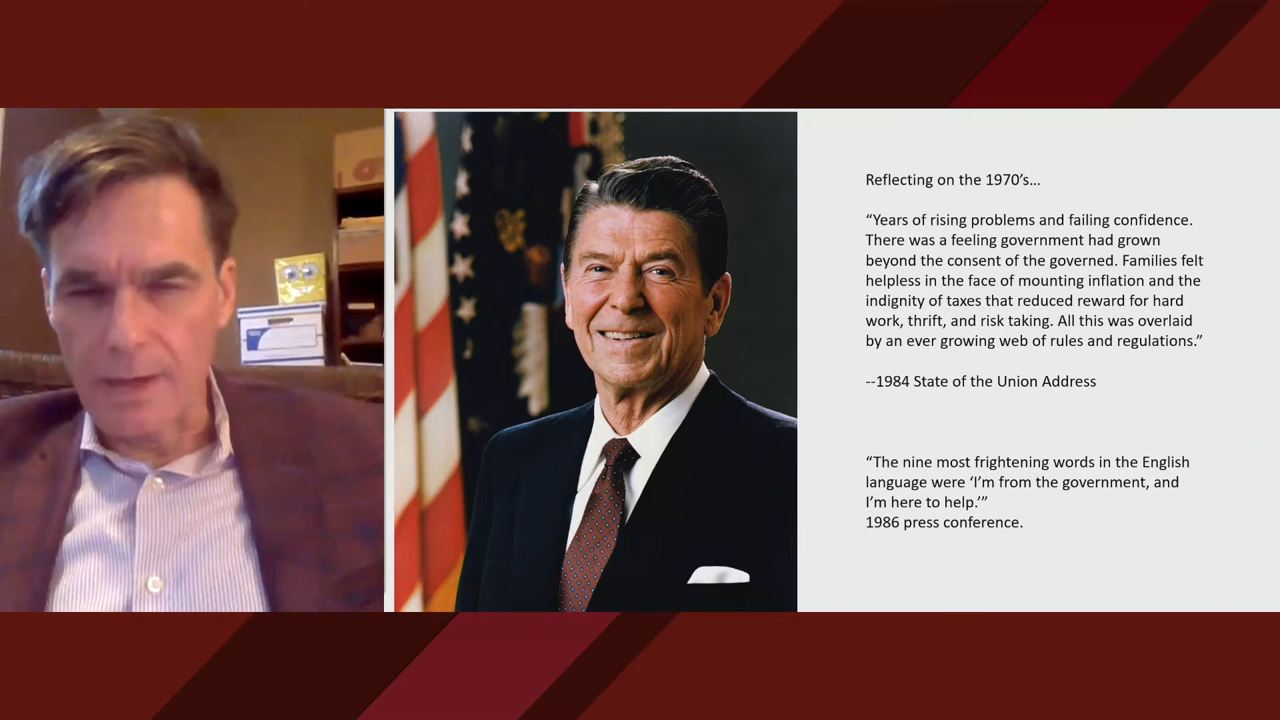 Reflecting on the 1970’s…
“Years of rising problems and failing confidence.
There was a feeling government had grown
beyond the consent of the governed. Families felt
helpless in the face of mounting inflation and the
indignity of taxes that reduced reward for hard
work, thrift, and risk taking. All this was overlaid
by an ever growing web of rules and regulations.”
--1984 State of the Union Address
“The nine most frightening words in the English
language were ‘I’m from the government, and
I’m here to help.’”
1986 press conference.